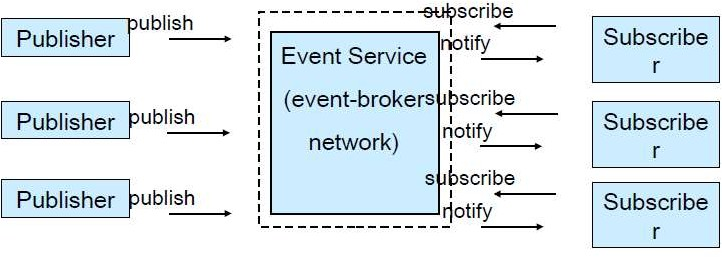 Publisher
publish
Publisher
publish
Publisher
publish
Event Service
(event-broker
network)
subscribe
notify
subscribe
notify
subscribe
notify
Subscribe
r
Subscribe
r
Subscribe
r